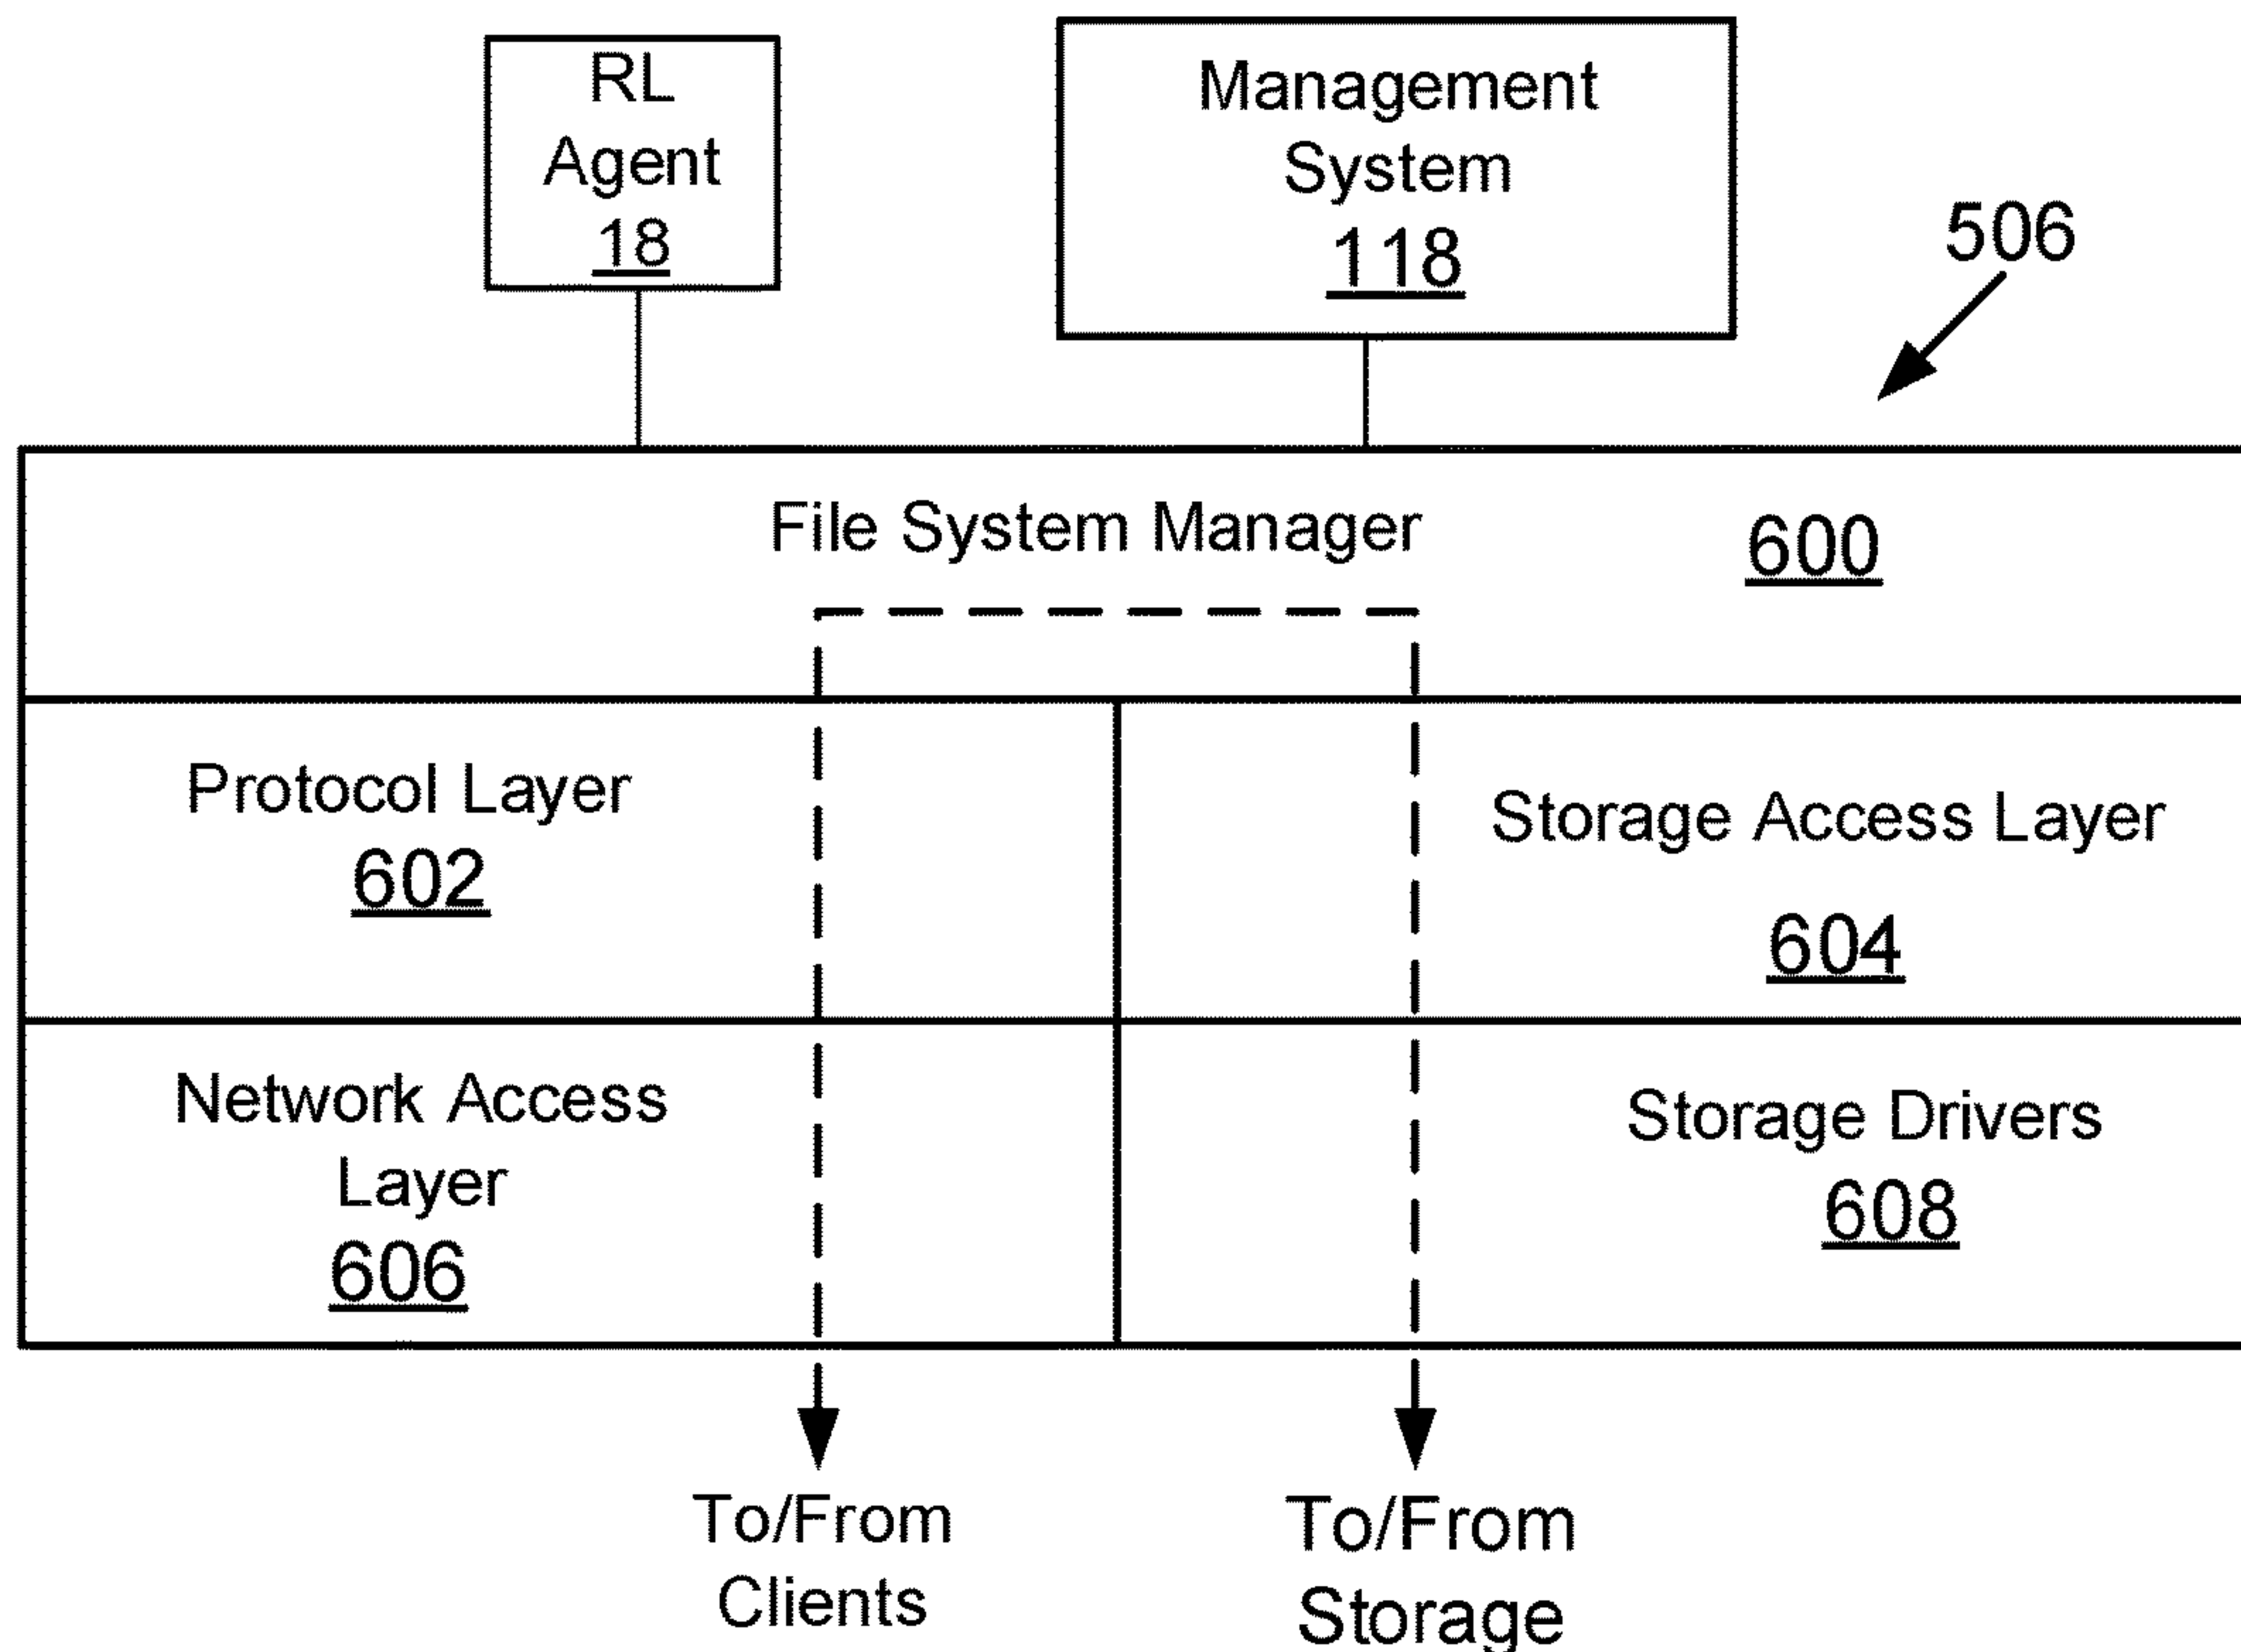 RL
Agent
18
Management
System
118
506
File System Manager
600
Protocol Layer
602
Storage Access Layer
604
Network Access
Layer
606
Storage Drivers
608
To/From
Clients
To/From
Storage